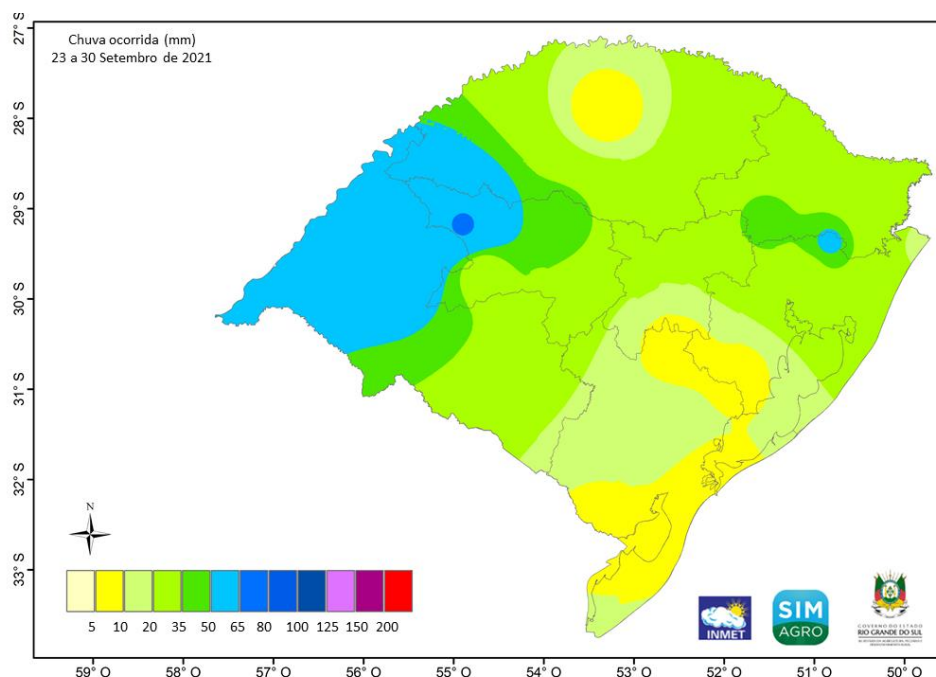 Chuva ocorrida (mm)
23 a 30 Setembro de 2021
27° S
28° S
29° S
30° S
31° S
32° S
33° S
N
5 10 20 35 50 65 80 100 125 150 200
INMET
SIM
AGRO
GOVERNO DO ESTADO
RIO GRANDE DO SUL
59° O 58° O 57° O 56° O 55° O 54° O 53° O 52° O 51° O 50° O